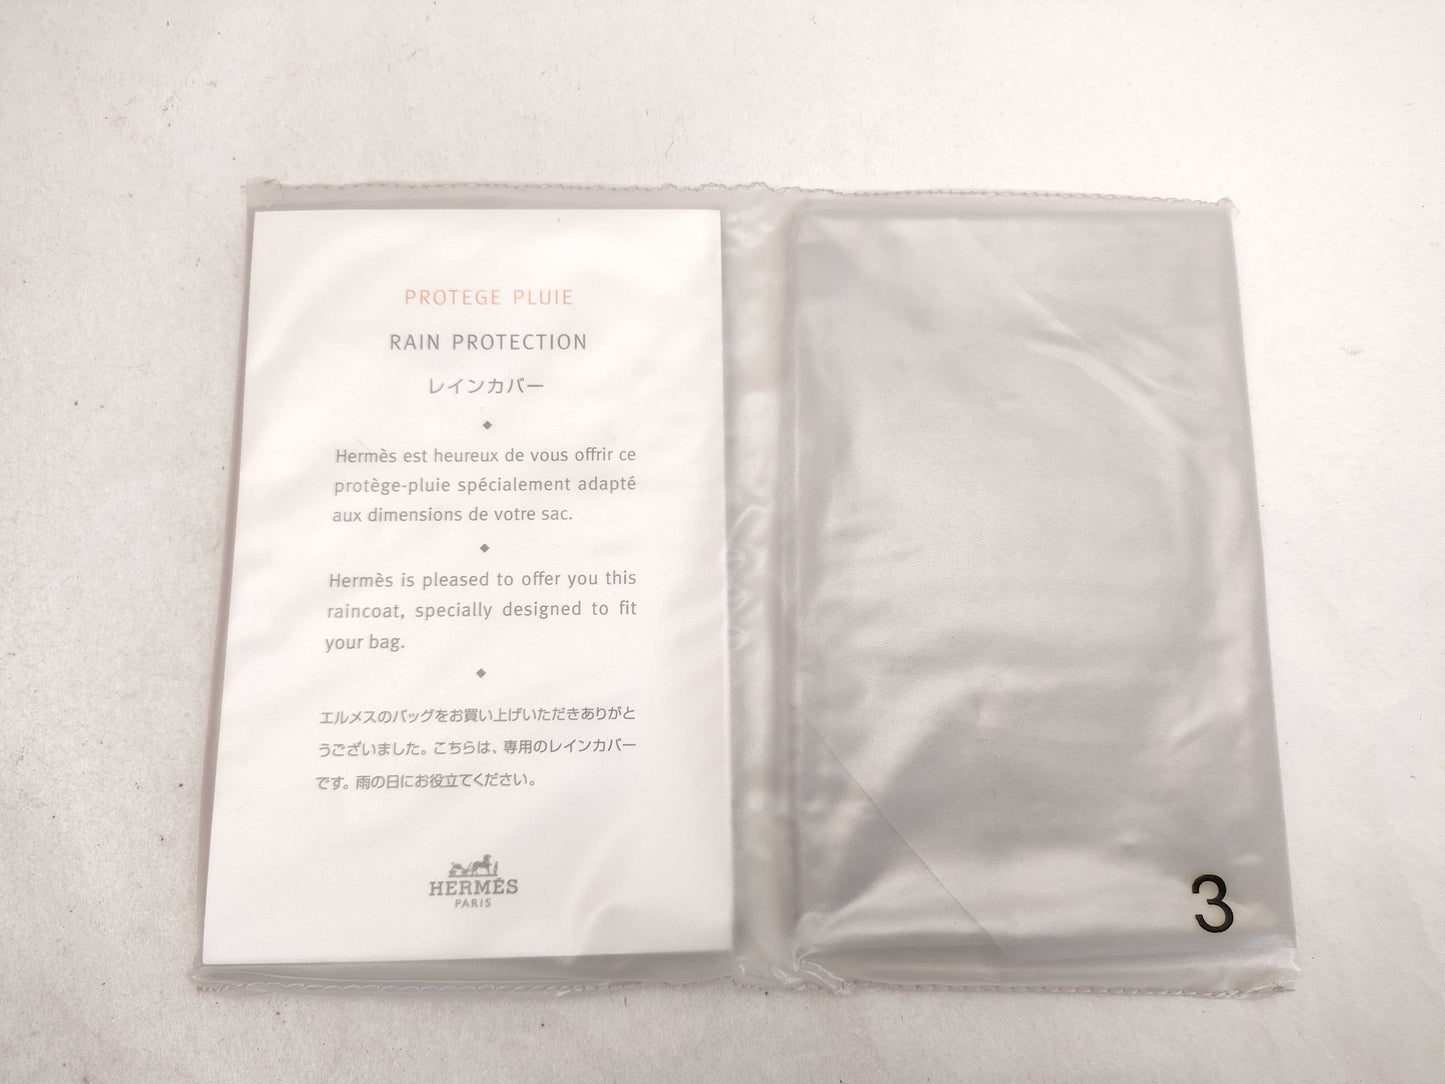 PROTEGE PLUIE
RAIN PROTECTION
レインカバー
Hermès est heureux de vous offrir ce
protège-pluie spécialement adapté
aux dimensions de votre sac.
Hermès is pleased to offer you this
raincoat, specially designed to fit
your bag.
エルメスのバッグをお買い上げいただきありがと
うございました。こちらは、専用のレインカバー
です。雨の日にお役立てください。
HERMÈS
PARIS
3